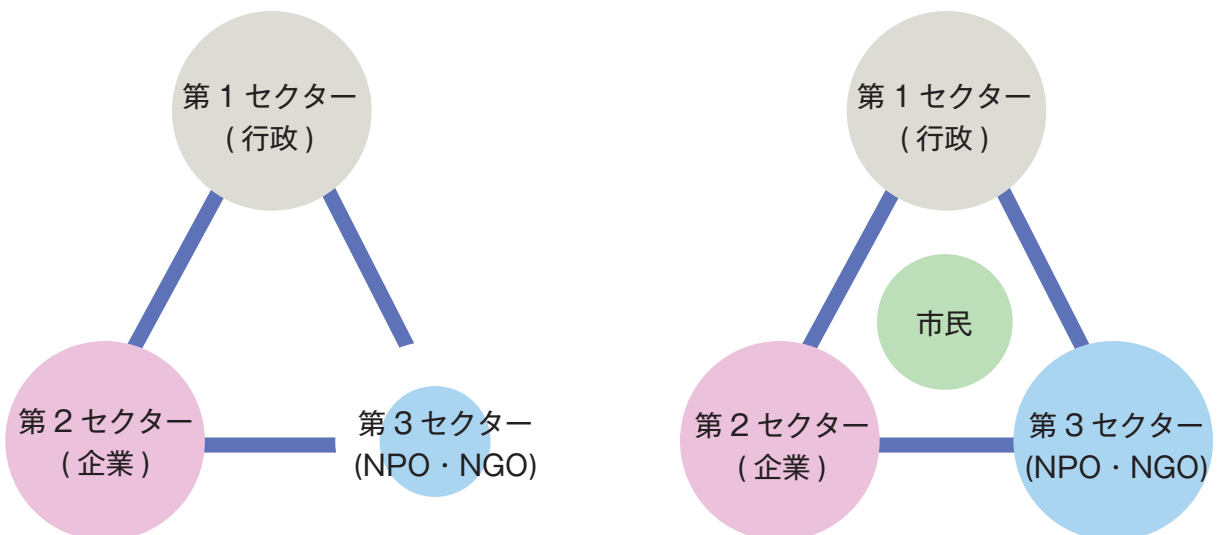 第 1 セクター
( 行政 )
第 2 セクター
( 企業 )
第 3 セクター
(NPO・NGO)
第 1 セクター
( 行政 )
市民
第 2 セクター
( 企業 )
第 3 セクター
(NPO・NGO)